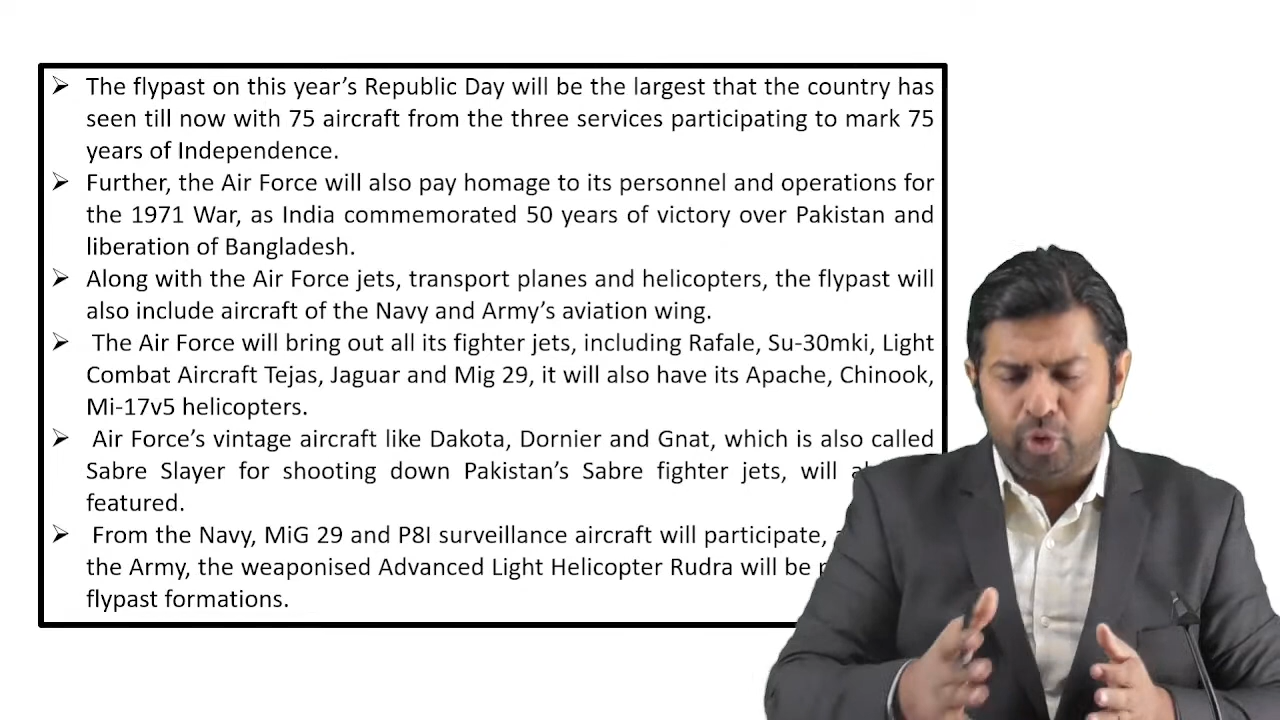 ➢ The flypast on this year’s Republic Day will be the largest that the country has
seen till now with 75 aircraft from the three services participating to mark 75
years of Independence.
➢ Further, the Air Force will also pay homage to its personnel and operations for
the 1971 War, as India commemorated 50 years of victory over Pakistan and
liberation of Bangladesh.
➢ Along with the Air Force jets, transport planes and helicopters, the flypast will
also include aircraft of the Navy and Army’s aviation wing.
➢ The Air Force will bring out all its fighter jets, including Rafale, Su-30mki, Light
Combat Aircraft Tejas, Jaguar and Mig 29, it will also have its Apache, Chinook,
Mi-17v5 helicopters.
➢ Air Force’s vintage aircraft like Dakota, Dornier and Gnat, which is also called
Sabre Slayer for shooting down Pakistan’s Sabre fighter jets, will
featured.
➢ From the Navy, MiG 29 and P8I surveillance aircraft will participate,
the Army, the weaponised Advanced Light Helicopter Rudra will be
flypast formations.